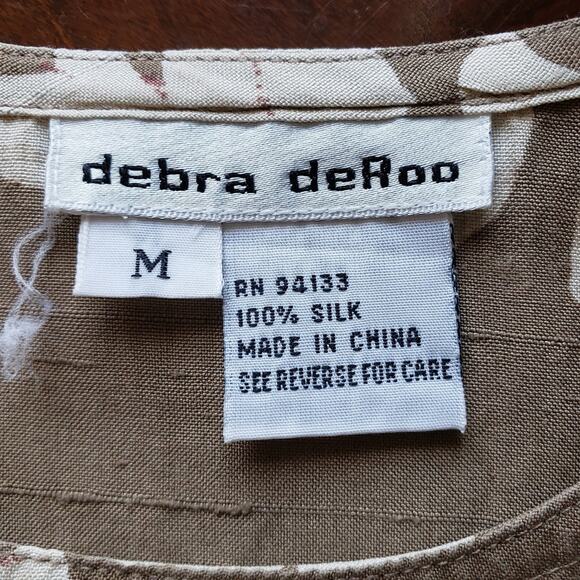 debra deRoo
M
RN 94133
100% SILK
MADE IN CHINA
SEE REVERSE FOR CARE